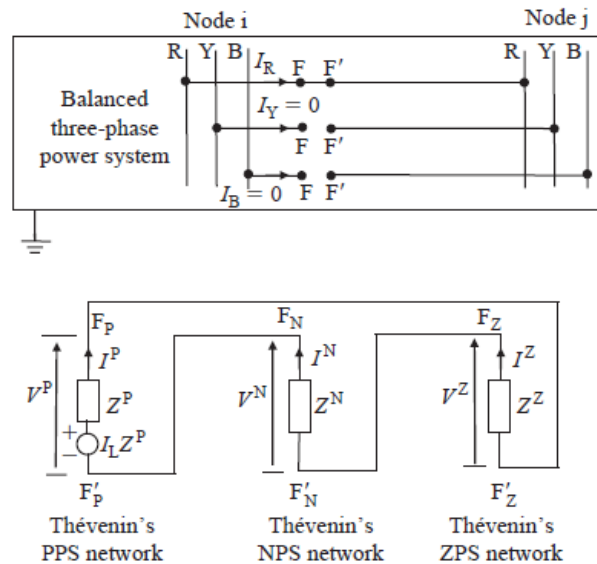 Node i Node j
R Y B R Y B
I_R F F′
Balanced
three-phase
power system
I_Y = 0
F F′
I_B = 0 F F′
F_P F_N F_Z
I^P I^N I^Z
V^P Z^P V^N Z^N V^Z Z^Z
+
− I_L Z^P
F′_P F′_N F′_Z
Thévenin's Thévenin's Thévenin's
PPS network NPS network ZPS network